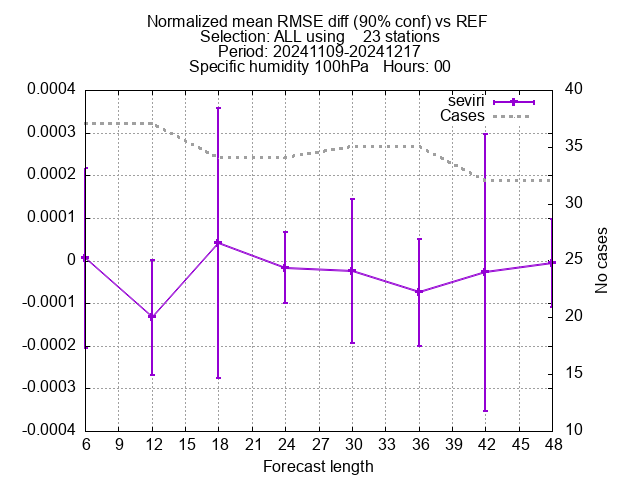 Normalized mean RMSE diff (90% conf) vs REF
Selection: ALL using    23 stations
Period: 20241109-20241217
Specific humidity 100hPa   Hours: 00
seviri
Cases
0.0004
0.0003
0.0002
0.0001
0
-0.0001
-0.0002
-0.0003
-0.0004
40
35
30
25
20
15
10
No cases
6 9 12 15 18 21 24 27 30 33 36 39 42 45 48
Forecast length